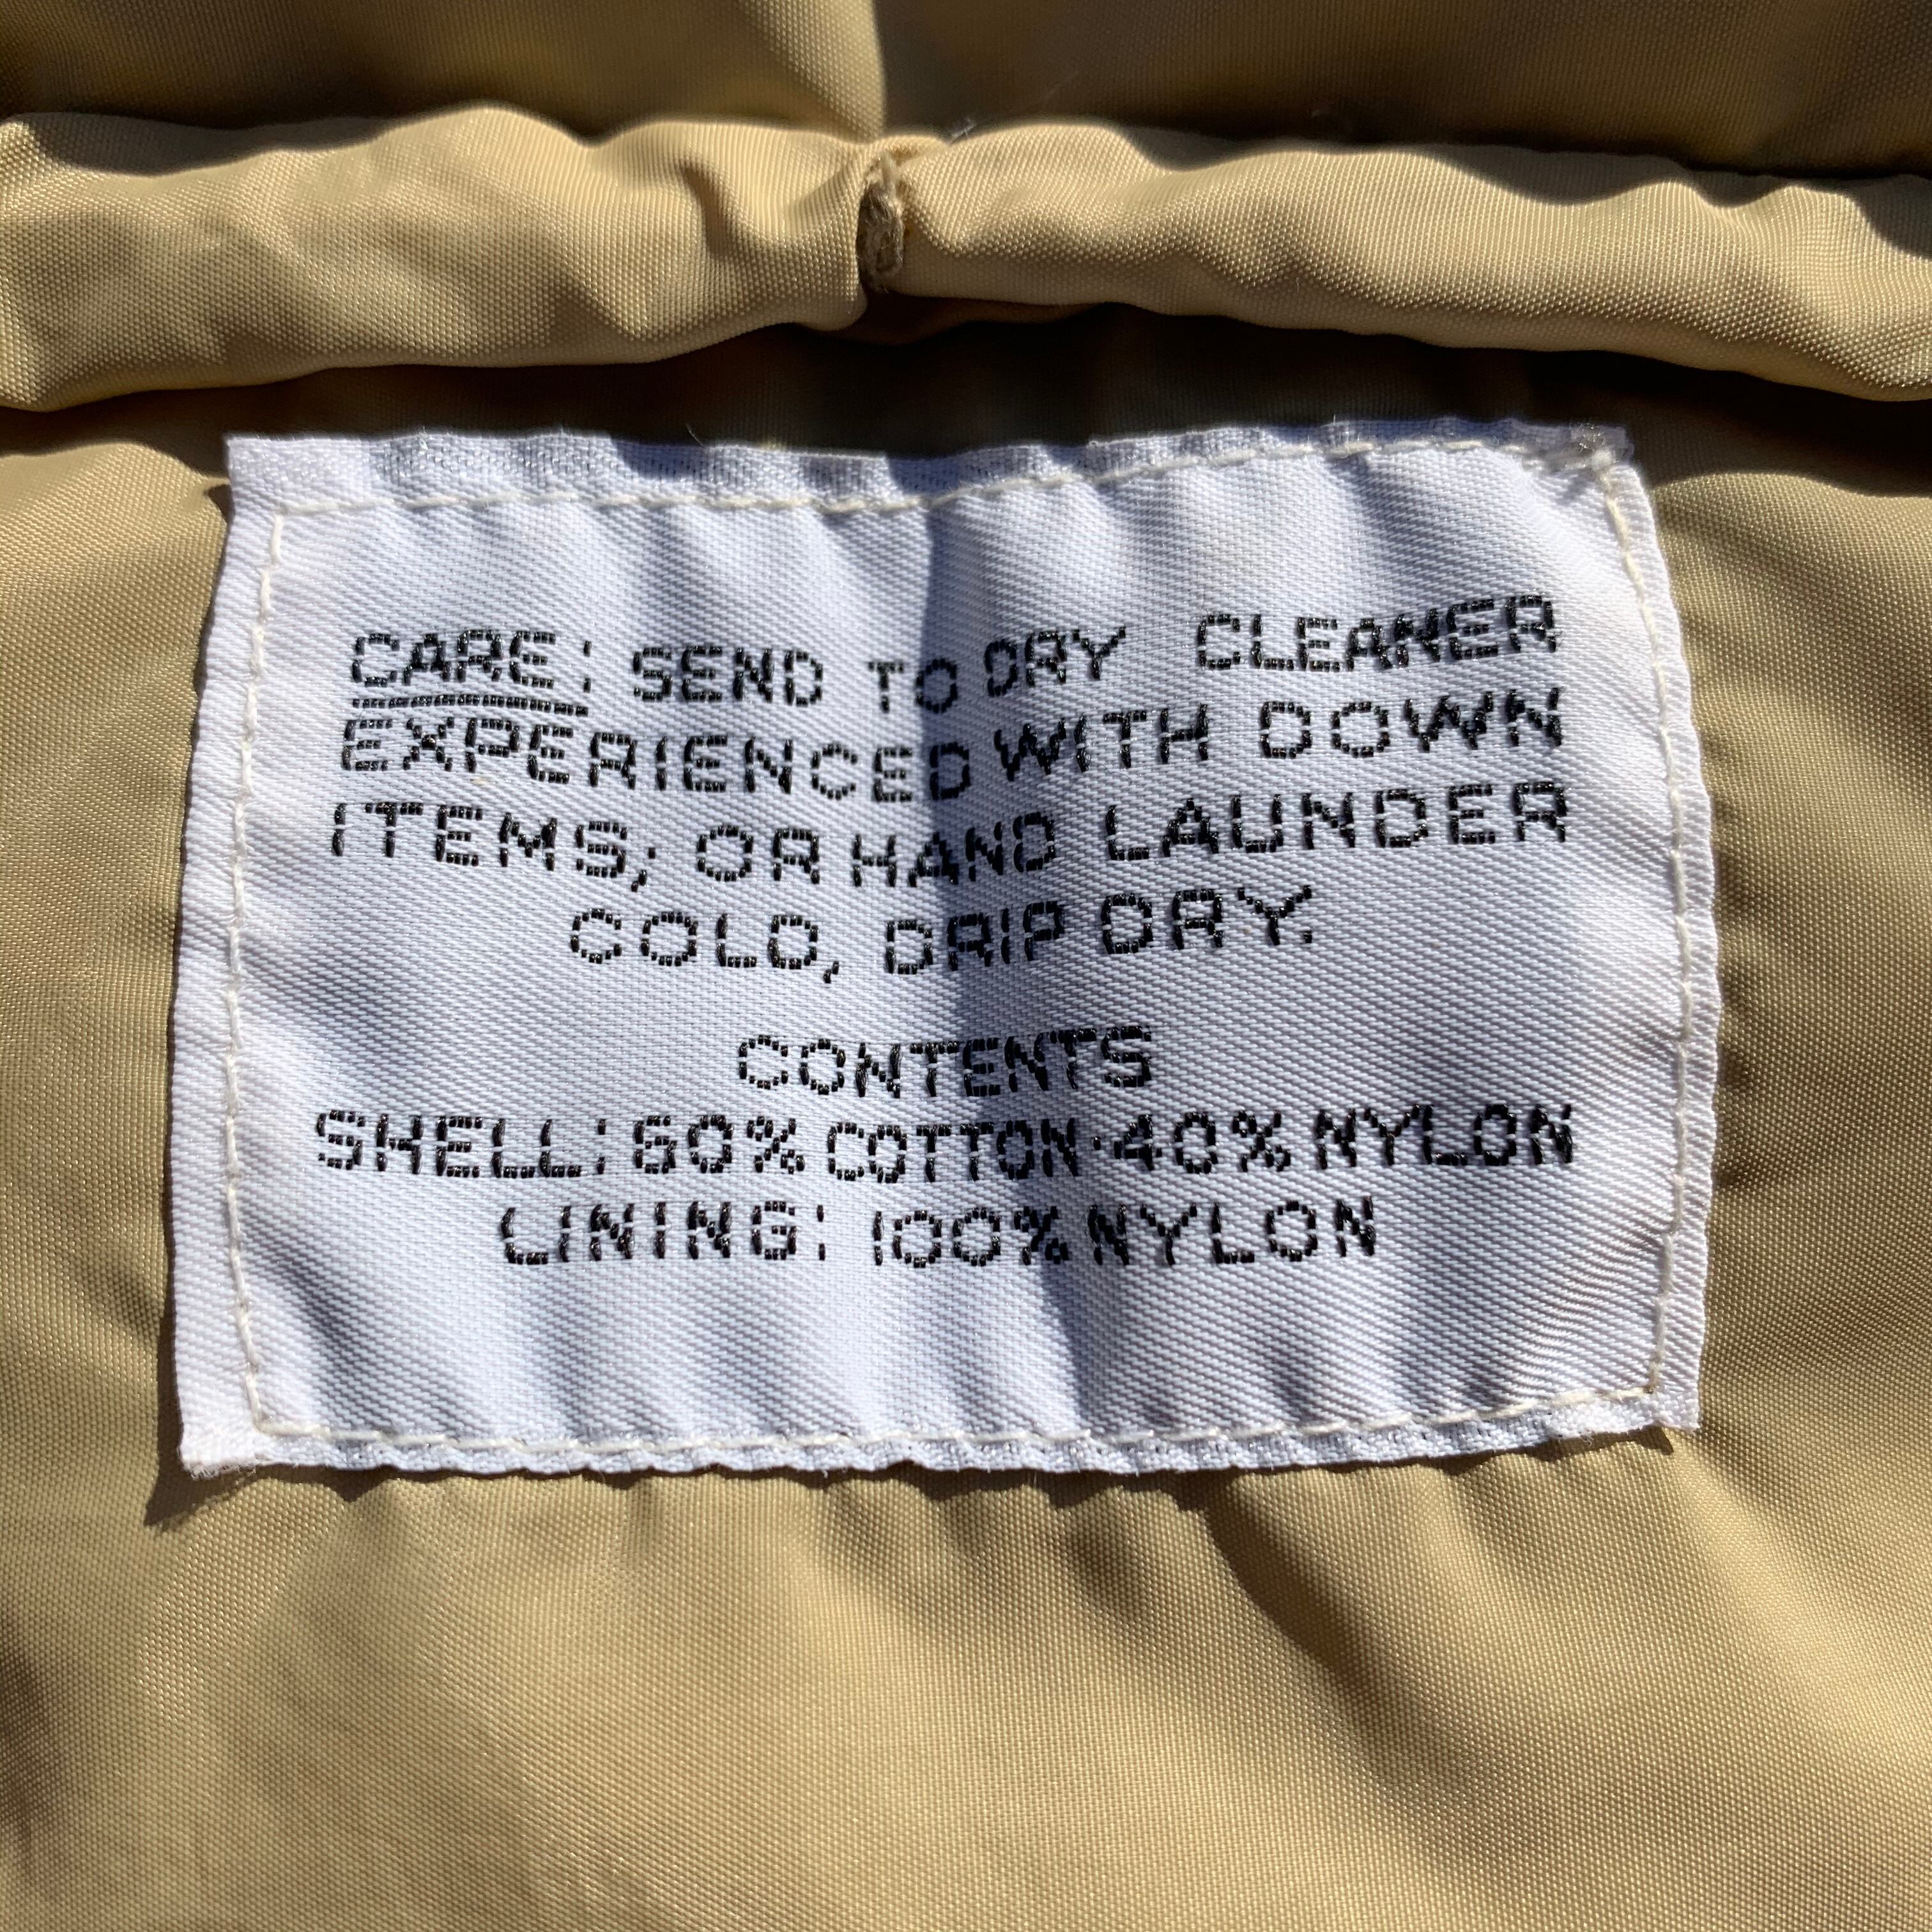 CARE: SEND TO DRY CLEANER
EXPERIENCED WITH DOWN
ITEMS; OR HAND LAUNDER
COLD, DRIP DRY.
CONTENTS
SHELL: 60% COTTON·40% NYLON
LINING: 100% NYLON